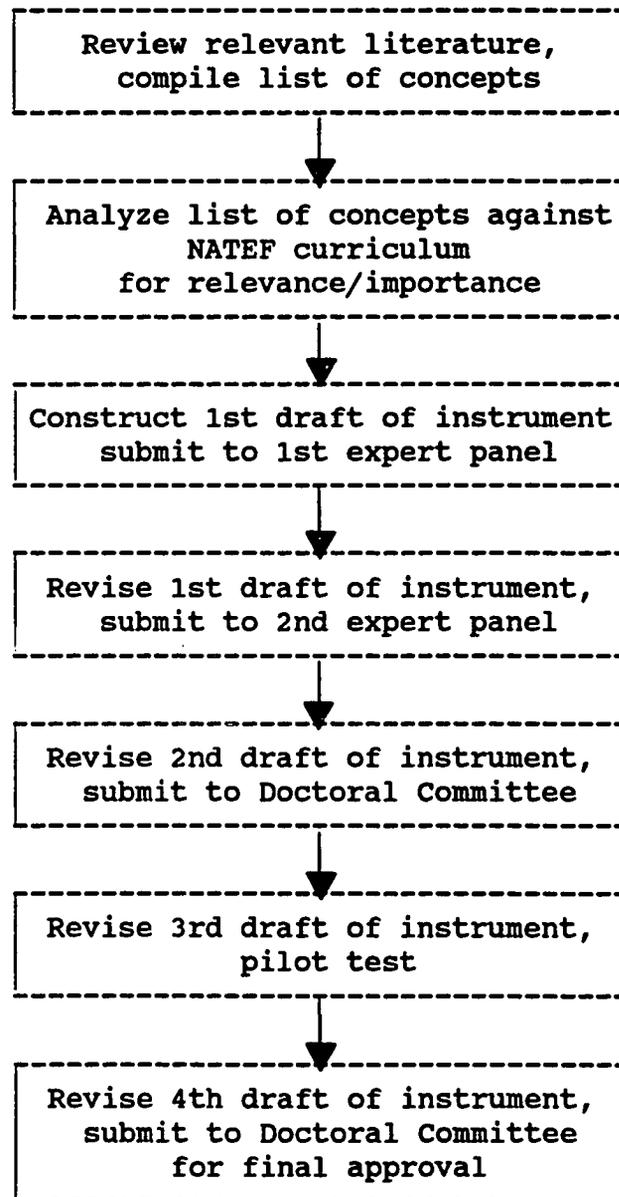 Review relevant literature,
compile list of concepts
Analyze list of concepts against
NATEF curriculum
for relevance/importance
Construct 1st draft of instrument
submit to 1st expert panel
Revise 1st draft of instrument,
submit to 2nd expert panel
Revise 2nd draft of instrument,
submit to Doctoral Committee
Revise 3rd draft of instrument,
pilot test
Revise 4th draft of instrument,
submit to Doctoral Committee
for final approval